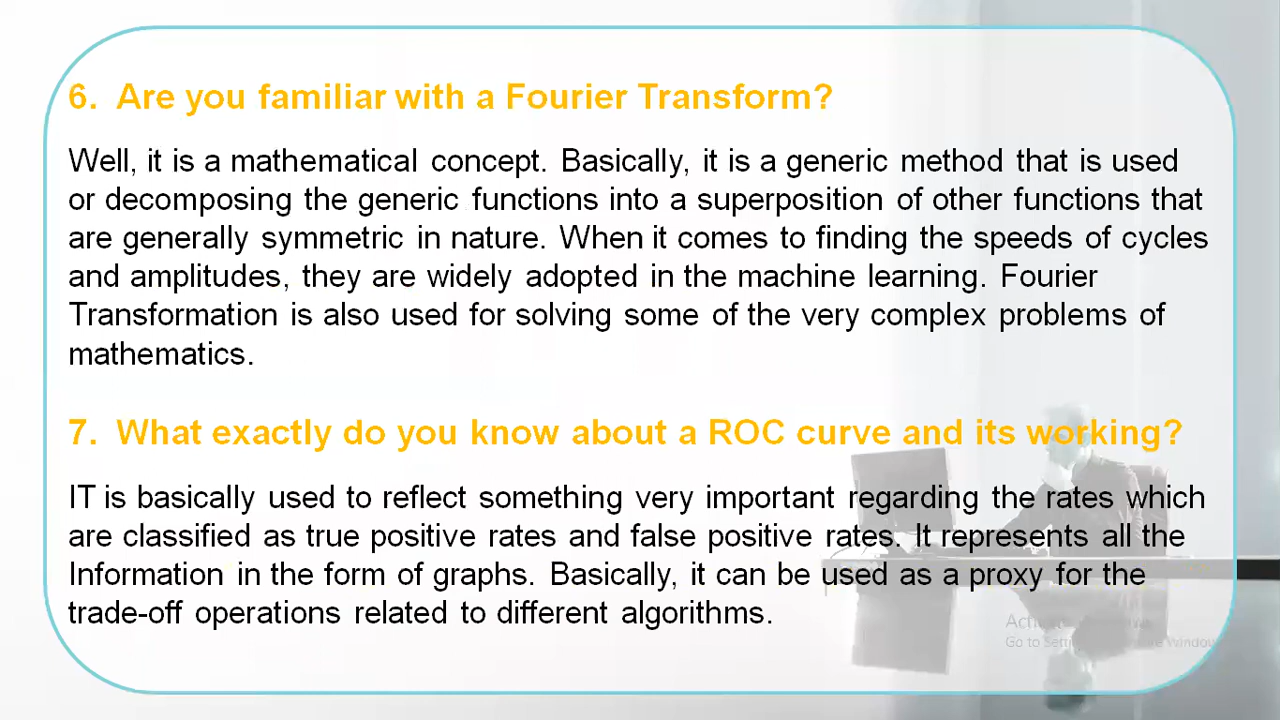 6. Are you familiar with a Fourier Transform?
Well, it is a mathematical concept. Basically, it is a generic method that is used
or decomposing the generic functions into a superposition of other functions that
are generally symmetric in nature. When it comes to finding the speeds of cycles
and amplitudes, they are widely adopted in the machine learning. Fourier
Transformation is also used for solving some of the very complex problems of
mathematics.
7. What exactly do you know about a ROC curve and its working?
IT is basically used to reflect something very important regarding the rates which
are classified as true positive rates and false positive rates. It represents all the
Information in the form of graphs. Basically, it can be used as a proxy for the
trade-off operations related to different algorithms.
Go to